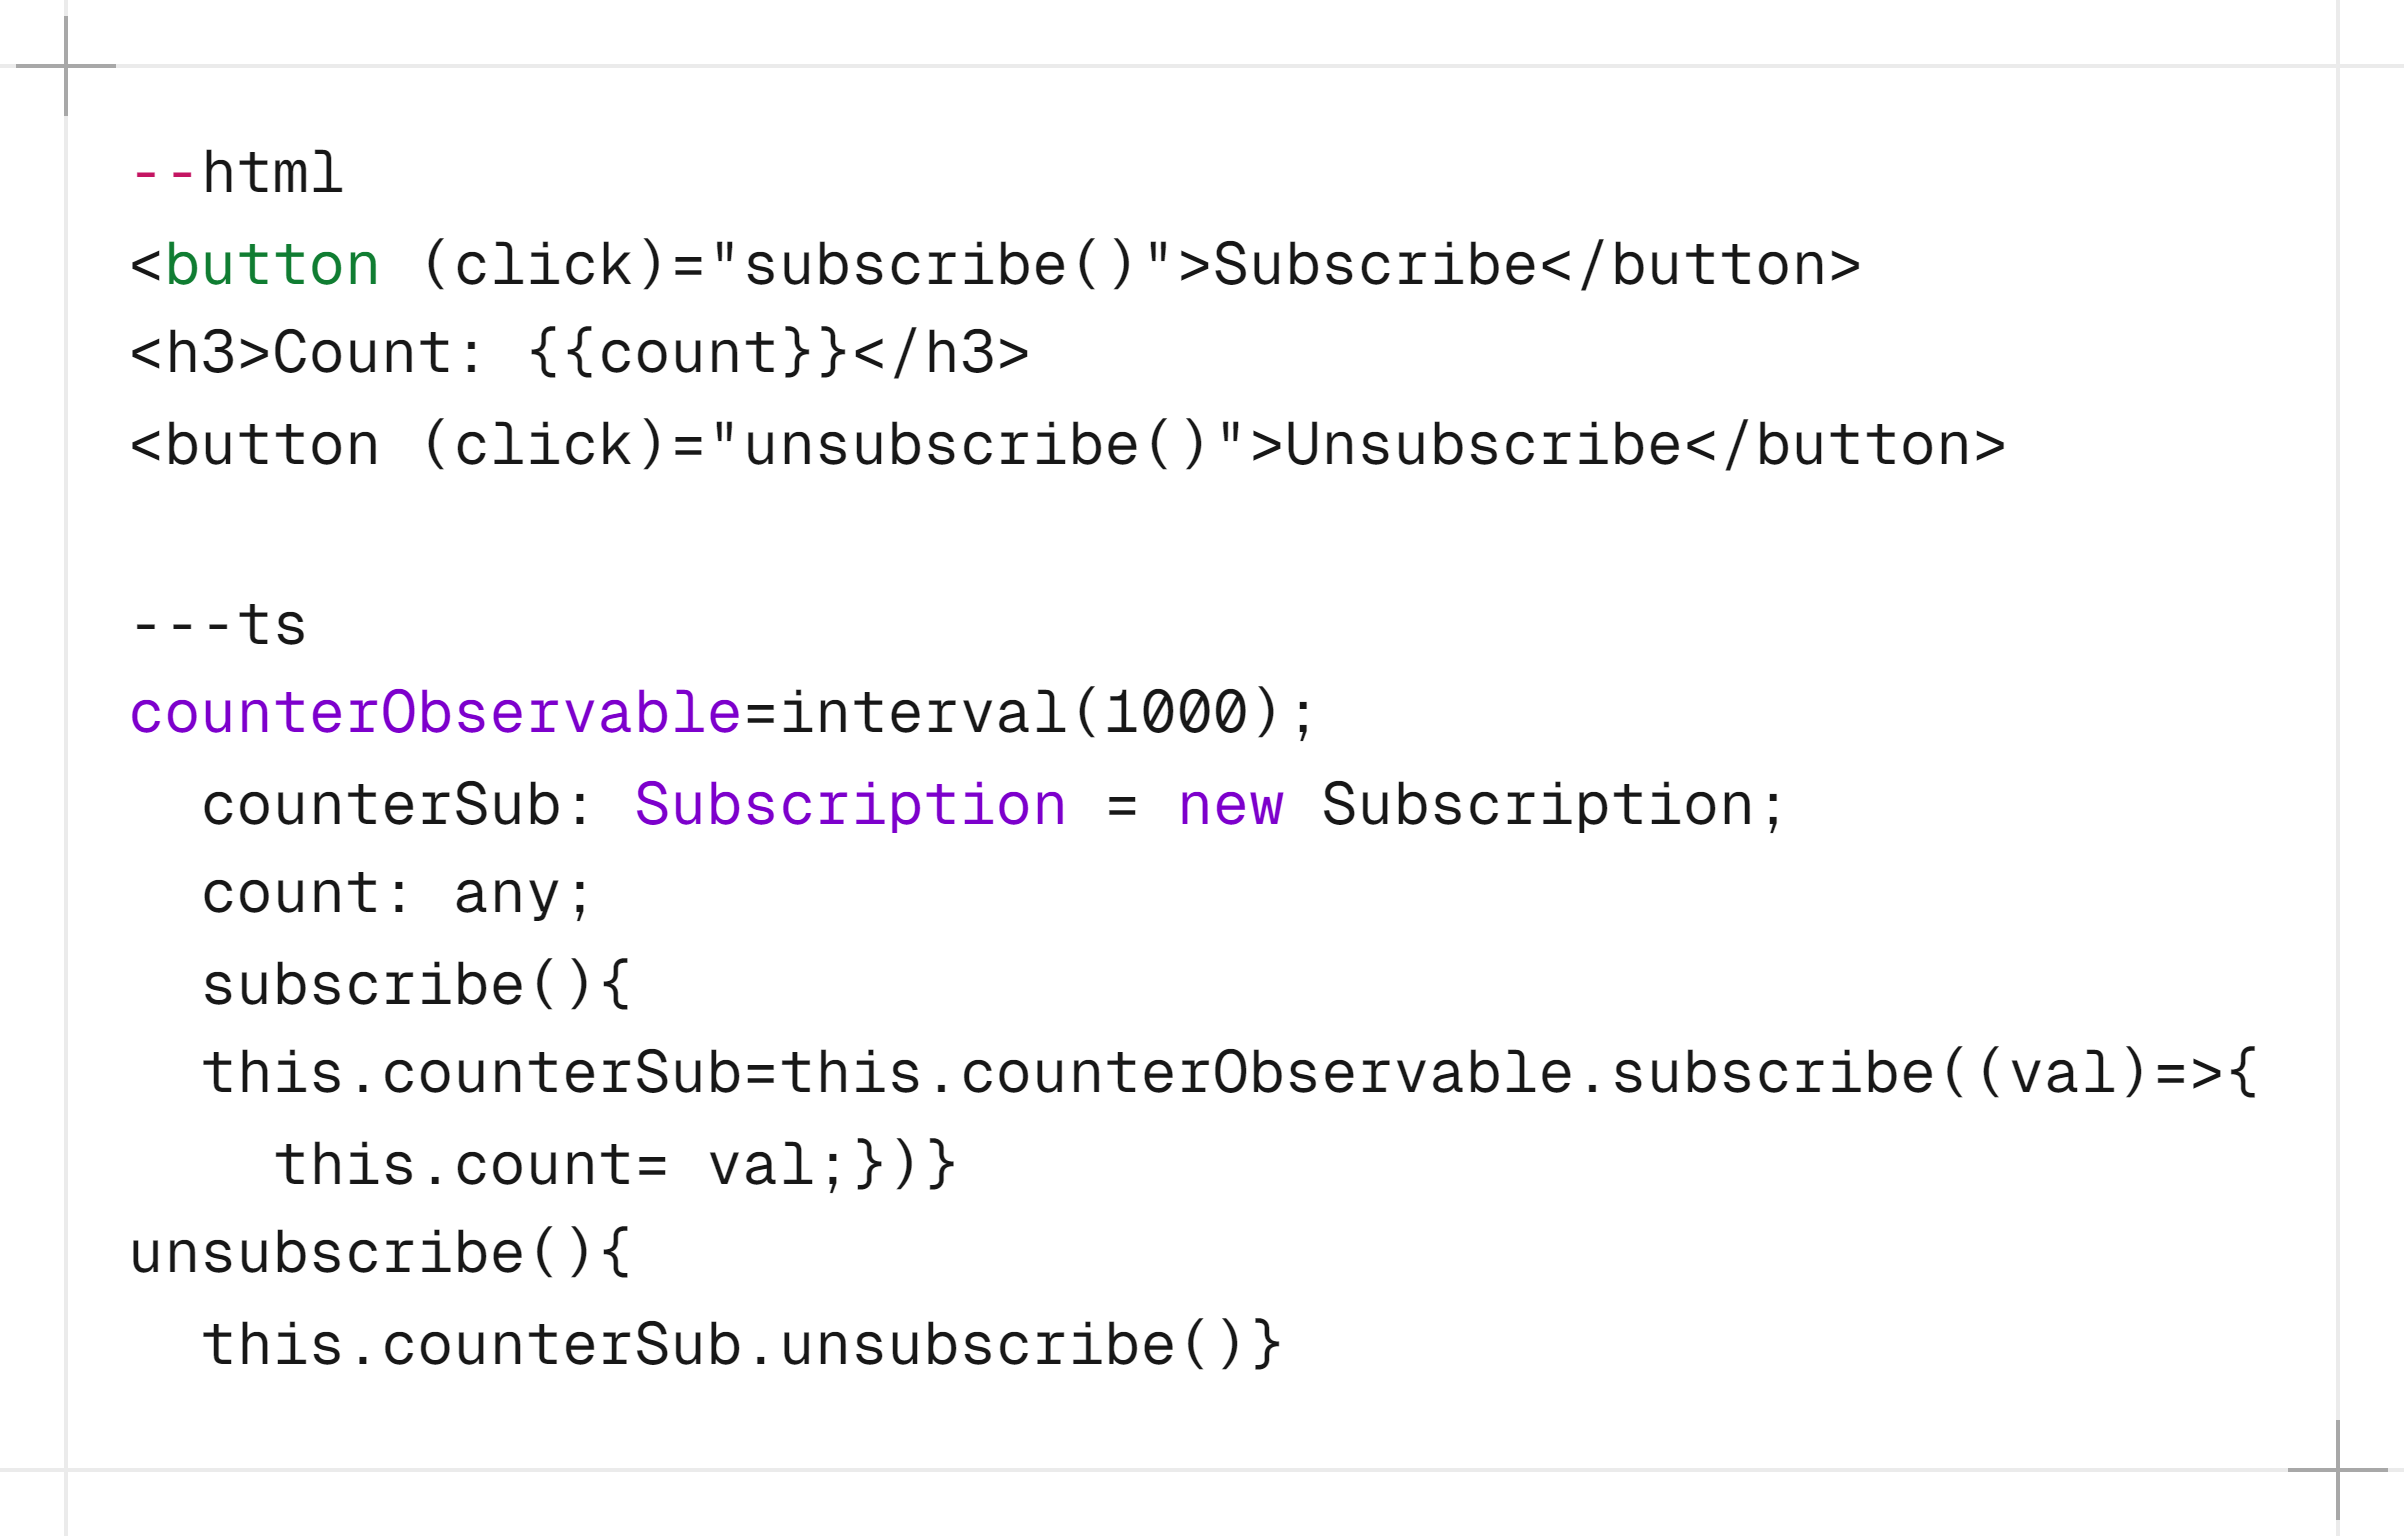 --html
<button (click)="subscribe()">Subscribe</button>
<h3>Count: {{count}}</h3>
<button (click)="unsubscribe()">Unsubscribe</button>

---ts
counterObservable=interval(1000);
  counterSub: Subscription = new Subscription;
  count: any;
  subscribe(){
  this.counterSub=this.counterObservable.subscribe((val)=>{
    this.count= val;})}
unsubscribe(){
  this.counterSub.unsubscribe()}